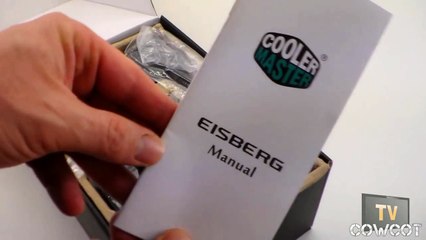 COOLER
MASTER®
EISBERG
Manual
TV
COWCOT